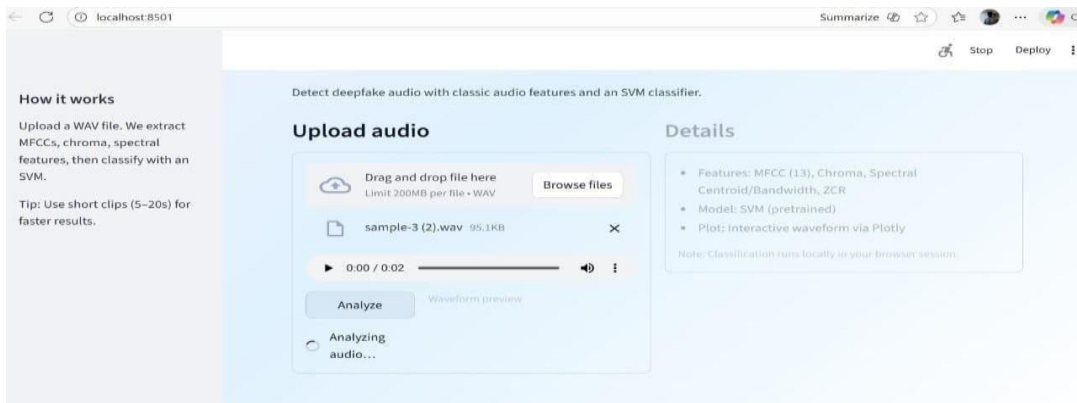 localhost:8501
Summarize
Stop Deploy
How it works
Upload a WAV file. We extract
MFCCs, chroma, spectral
features, then classify with an
SVM.
Tip: Use short clips (5–20s) for
faster results.
Detect deepfake audio with classic audio features and an SVM classifier.
Upload audio
Drag and drop file here
Limit 200MB per file • WAV
Browse files
sample-3 (2).wav 95.1KB
0:00 / 0:02
Analyze
Waveform preview
Analyzing
audio...
Details
• Features: MFCC (13), Chroma, Spectral
Centroid/Bandwidth, ZCR
• Model: SVM (pretrained)
• Plot: Interactive waveform via Plotly
Note: Classification runs locally in your browser session.